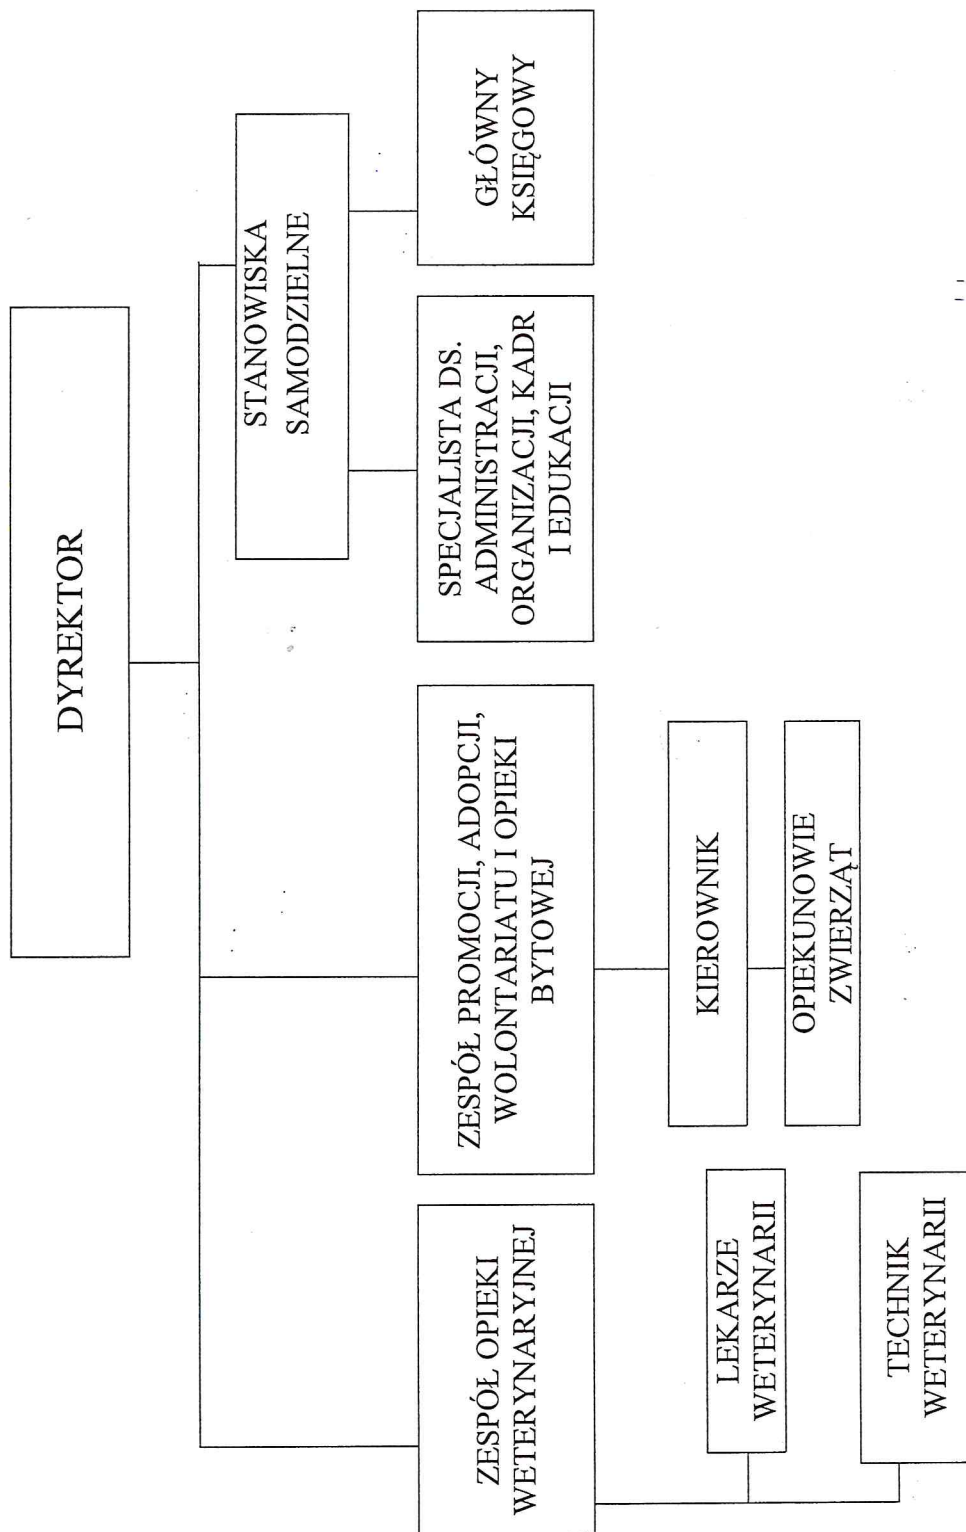 DYREKTOR
STANOWISKA
SAMODZIELNE
ZESPÓŁ OPIEKI
WETERYNARYJNEJ
ZESPÓŁ PROMOCJI, ADOPCJI,
WOLONTARIATU I OPIEKI
BYTOWEJ
SPECJALISTA DS.
ADMINISTRACJI,
ORGANIZACJI, KADR
I EDUKACJI
GŁÓWNY
KSIĘGOWY
LEKARZE
WETERYNARII
TECHNIK
WETERYNARII
KIEROWNIK
OPIEKUNOWIE
ZWIERZĄT